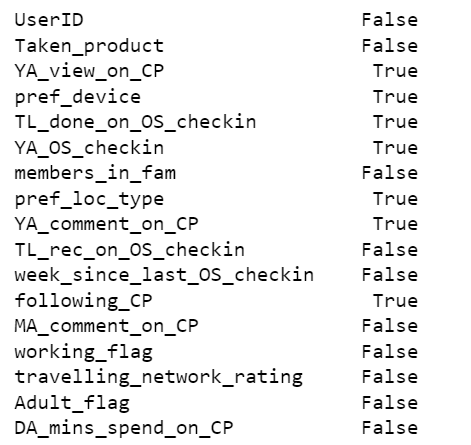 UserID False
Taken_product False
YA_view_on_CP True
pref_device True
TL_done_on_OS_checkin True
YA_OS_checkin True
members_in_fam False
pref_loc_type True
YA_comment_on_CP True
TL_rec_on_OS_checkin False
week_since_last_OS_checkin False
following_CP True
MA_comment_on_CP False
working_flag False
travelling_network_rating False
Adult_flag False
DA_mins_spend_on_CP False